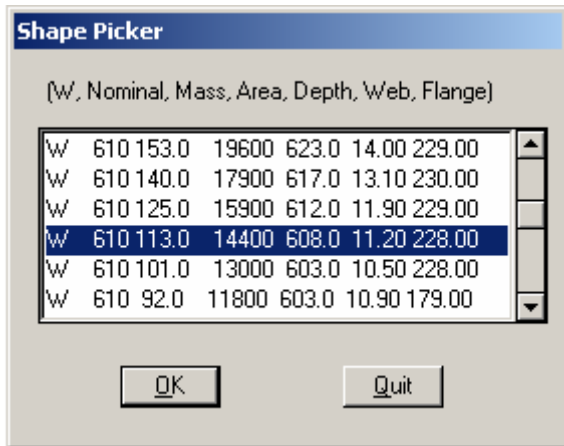 Shape Picker
(W, Nominal, Mass, Area, Depth, Web, Flange)
W 610 153.0 19600 623.0 14.00 229.00
W 610 140.0 17900 617.0 13.10 230.00
W 610 125.0 15900 612.0 11.90 229.00
W 610 113.0 14400 608.0 11.20 228.00
W 610 101.0 13000 603.0 10.50 228.00
W 610 92.0 11800 603.0 10.90 179.00
OK Quit